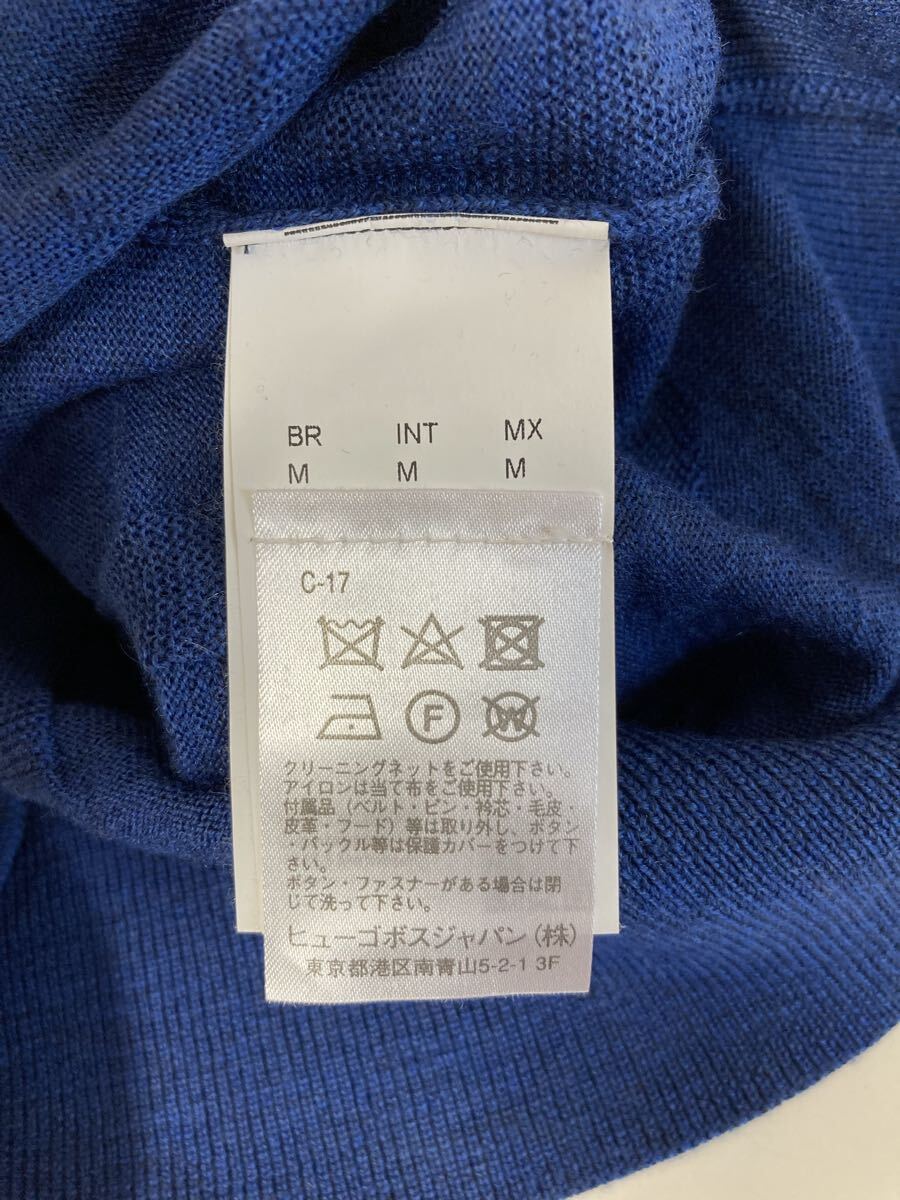 BR INT MX
M M M
C-17
F W
クリーニングネットをご使用下さい。
アイロンは当て布をご使用下さい。
付属品（ベルト・ピン・衿芯・毛皮・
皮革・フード）等は取り外し、ボタン
・バックル等は保護カバーをつけて下
さい。
ボタン・ファスナーがある場合は閉
じて洗って下さい。
ヒューゴボスジャパン（株）
東京都港区南青山5-2-1 3F